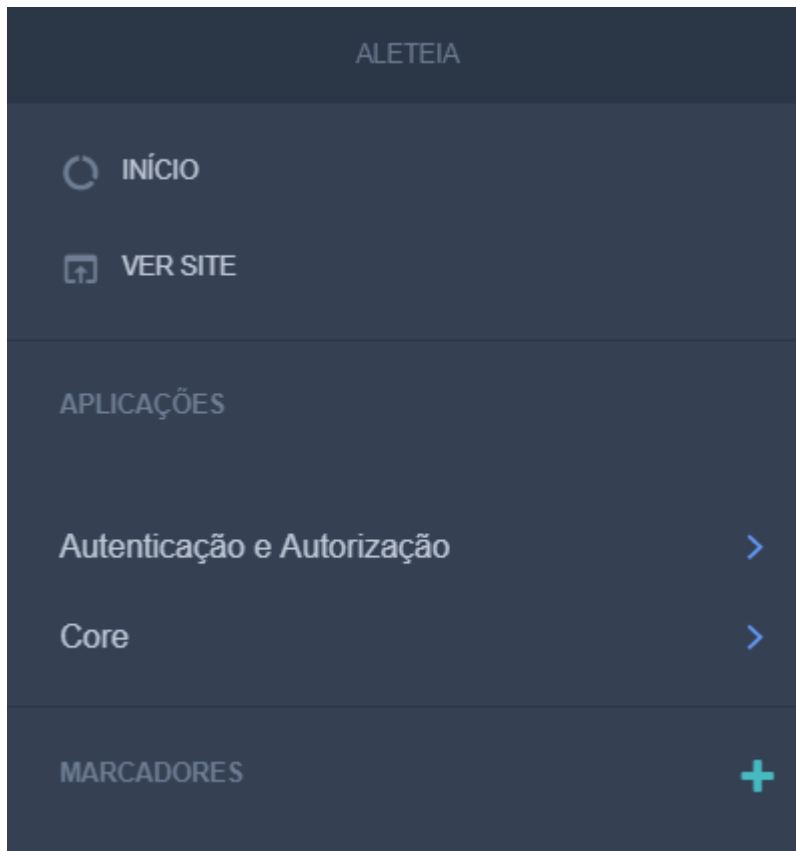 ALETEIA
INÍCIO
VER SITE
APLICAÇÕES
Autenticação e Autorização
Core
MARCADORES